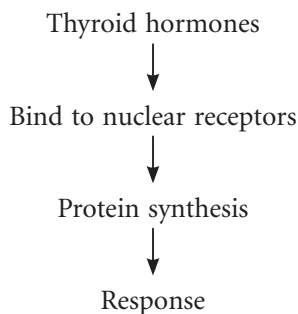 Thyroid hormones
Bind to nuclear receptors
Protein synthesis
Response